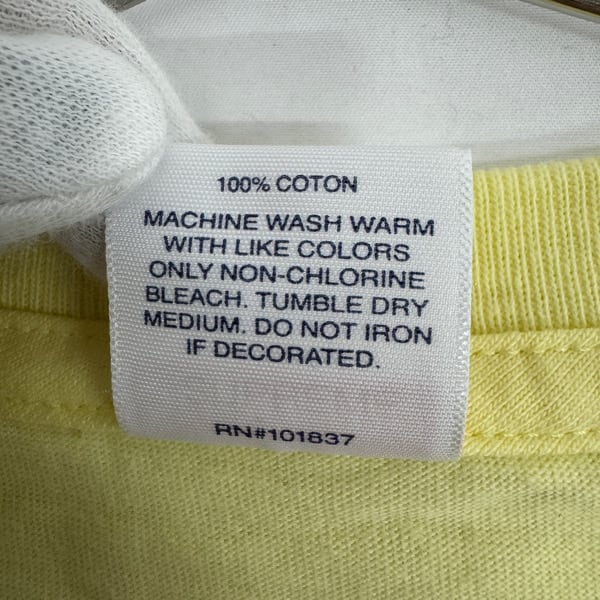 100% COTON
MACHINE WASH WARM
WITH LIKE COLORS
ONLY NON-CHLORINE
BLEACH. TUMBLE DRY
MEDIUM. DO NOT IRON
IF DECORATED.
RN#101837